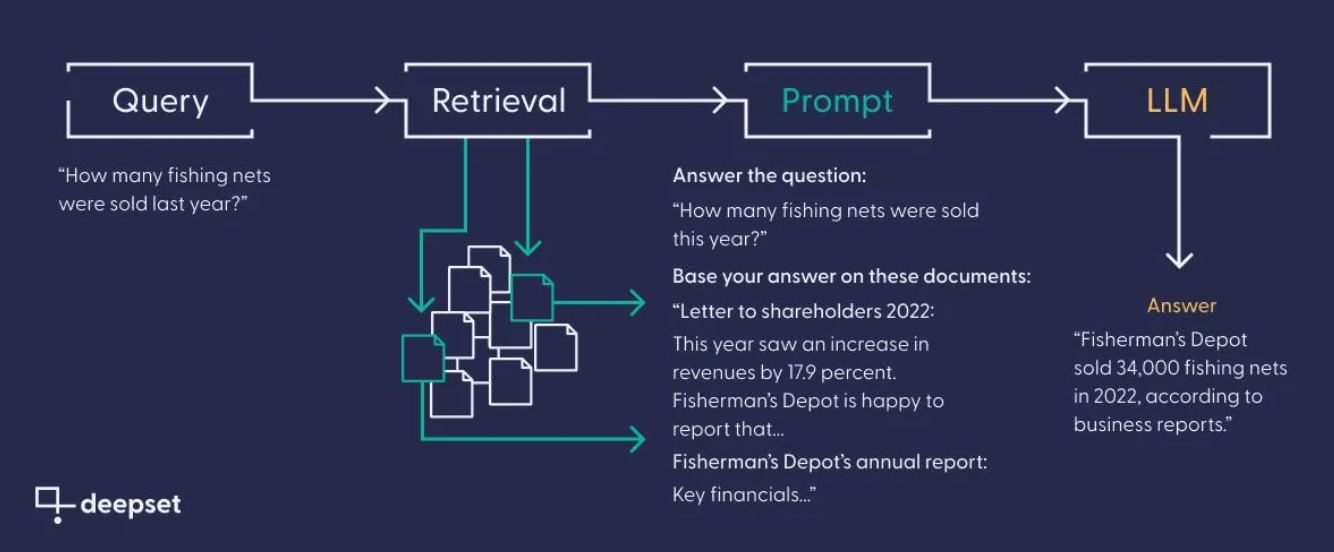 Query
Retrieval
Prompt
LLM
“How many fishing nets
were sold last year?”
Answer the question:
“How many fishing nets were sold
this year?”
Base your answer on these documents:
“Letter to shareholders 2022:
This year saw an increase in
revenues by 17.9 percent.
Fisherman’s Depot is happy to
report that...
Fisherman’s Depot’s annual report:
Key financials...”
Answer
“Fisherman’s Depot
sold 34,000 fishing nets
in 2022, according to
business reports.”
deepset